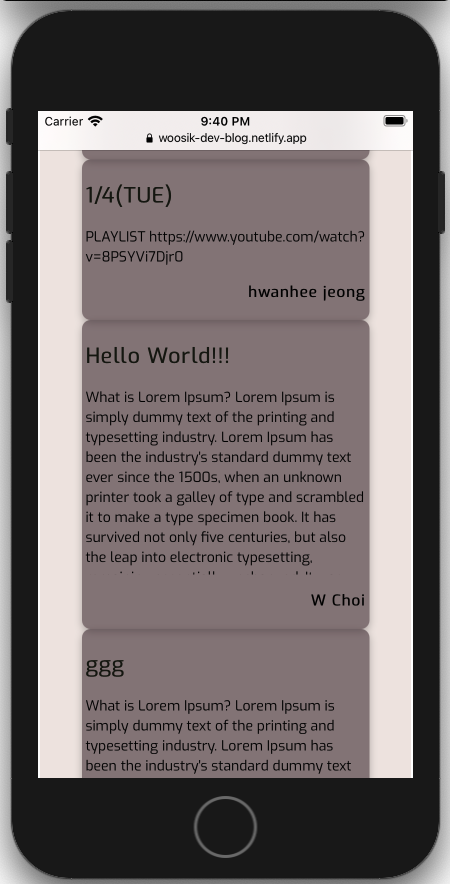 Carrier 9:40 PM
woosik-dev-blog.netlify.app
1/4(TUE)
PLAYLIST https://www.youtube.com/watch?
v=8PSYVi7Djr0
hwanhee jeong
Hello World!!!
What is Lorem Ipsum? Lorem Ipsum is
simply dummy text of the printing and
typesetting industry. Lorem Ipsum has
been the industry's standard dummy text
ever since the 1500s, when an unknown
printer took a galley of type and scrambled
it to make a type specimen book. It has
survived not only five centuries, but also
the leap into electronic typesetting,
W Choi
ggg
What is Lorem Ipsum? Lorem Ipsum is
simply dummy text of the printing and
typesetting industry. Lorem Ipsum has
been the industry's standard dummy text